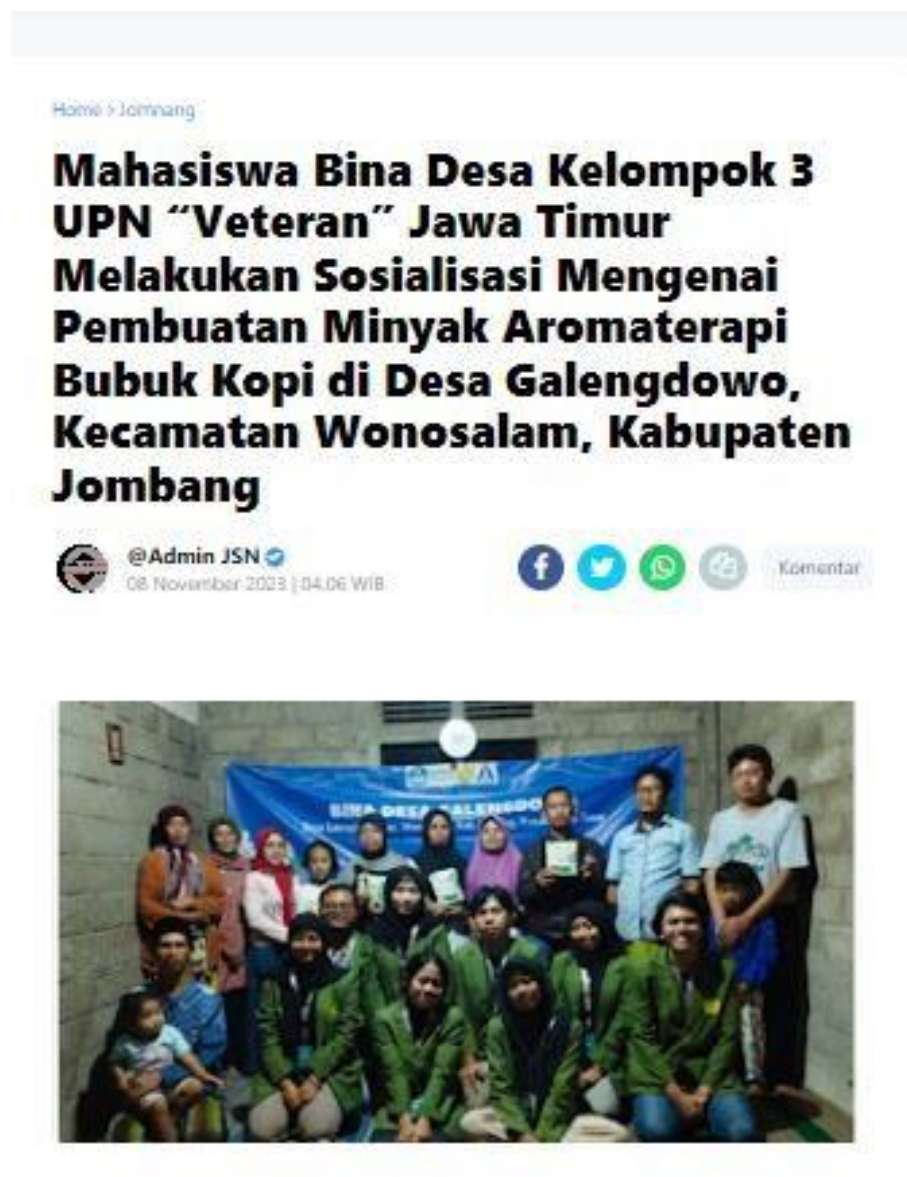 Home > Jomnang
Mahasiswa Bina Desa Kelompok 3
UPN “Veteran” Jawa Timur
Melakukan Sosialisasi Mengenai
Pembuatan Minyak Aromaterapi
Bubuk Kopi di Desa Galengdowo,
Kecamatan Wonosalam, Kabupaten
Jombang
@Admin JSN
08 November 2023 | 04.06 WIB
Komentar
BINA DESA GALENGDO